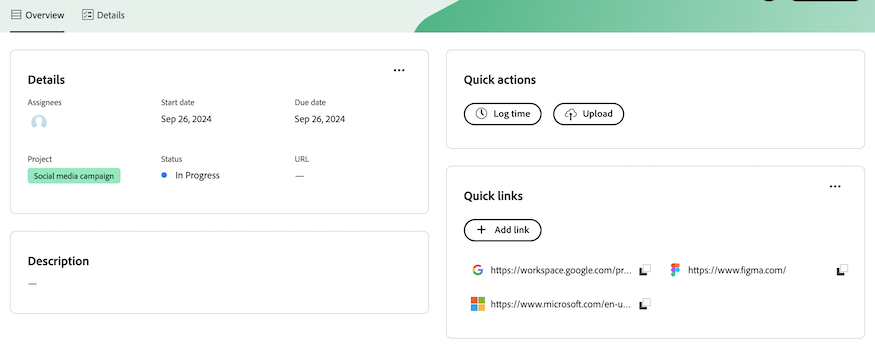 Overview Details
Details
Assignees Start date Due date
Sep 26, 2024 Sep 26, 2024
Project Status URL
Social media campaign In Progress —
Description
—
Quick actions
Log time Upload
Quick links
+ Add link
https://workspace.google.com/pr... https://www.figma.com/
https://www.microsoft.com/en-u...